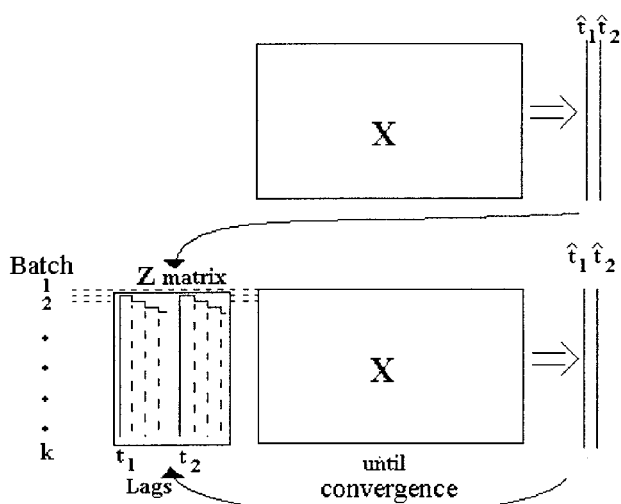 t̂₁ t̂₂
X
Batch
Z matrix
t̂₁ t̂₂
1
2
X
k
t₁ t₂
Lags
until
convergence